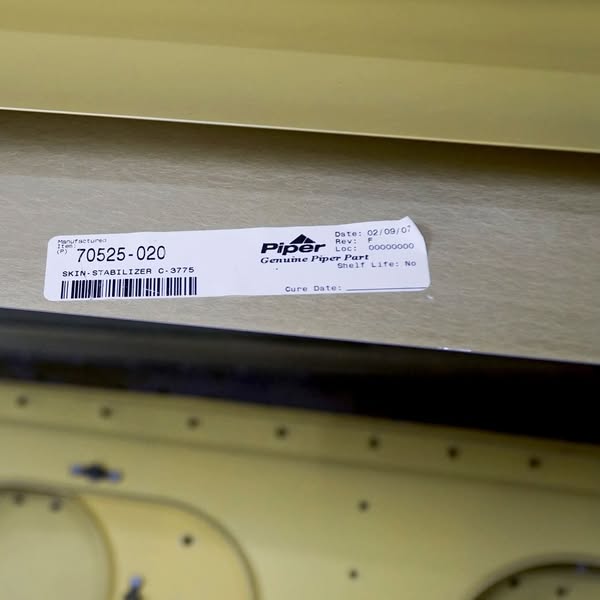 Manufactured
Item:
(P) 70525-020
SKIN-STABILIZER C-3775
Piper
Genuine Piper Part
Date: 02/09/07
Rev: F
Loc: 00000000
Shelf Life: No
Cure Date: